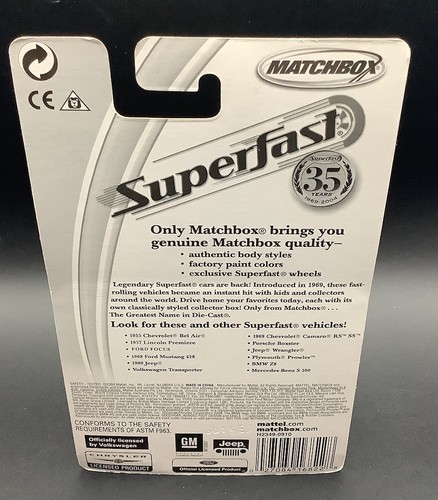 MATCHBOX®
CE
Superfast®
Superfast
35
YEARS
1969-2004
Only Matchbox® brings you
genuine Matchbox quality—
• authentic body styles
• factory paint colors
• exclusive Superfast® wheels
Legendary Superfast® cars are back! Introduced in 1969, these fast-
rolling vehicles became an instant hit with kids and collectors
around the world. Drive home your favorites today, each with its own
classically styled collector box! Only from Matchbox® . . .
The Greatest Name in Die-Cast®.
Look for these and other Superfast® vehicles!
• 1955 Chevrolet® Bel Air®
• 1957 Lincoln Premiere
• FORD FOCUS
• 1968 Ford Mustang 428
• Volkswagen Transporter
• 1969 Chevrolet® Camaro® RS™ SS™
• Porsche Boxster
• Jeep® Wrangler®
• Plymouth® Prowler™
• BMW Z8
• Mercedes Benz S 500
CONFORMS TO THE SAFETY
REQUIREMENTS OF ASTM F963.
mattel.com
matchbox.com
H2349-0910
Officially licensed
by Volkswagen
CHRYSLER
LICENSED PRODUCT
GM
Jeep
Official Licensed Product